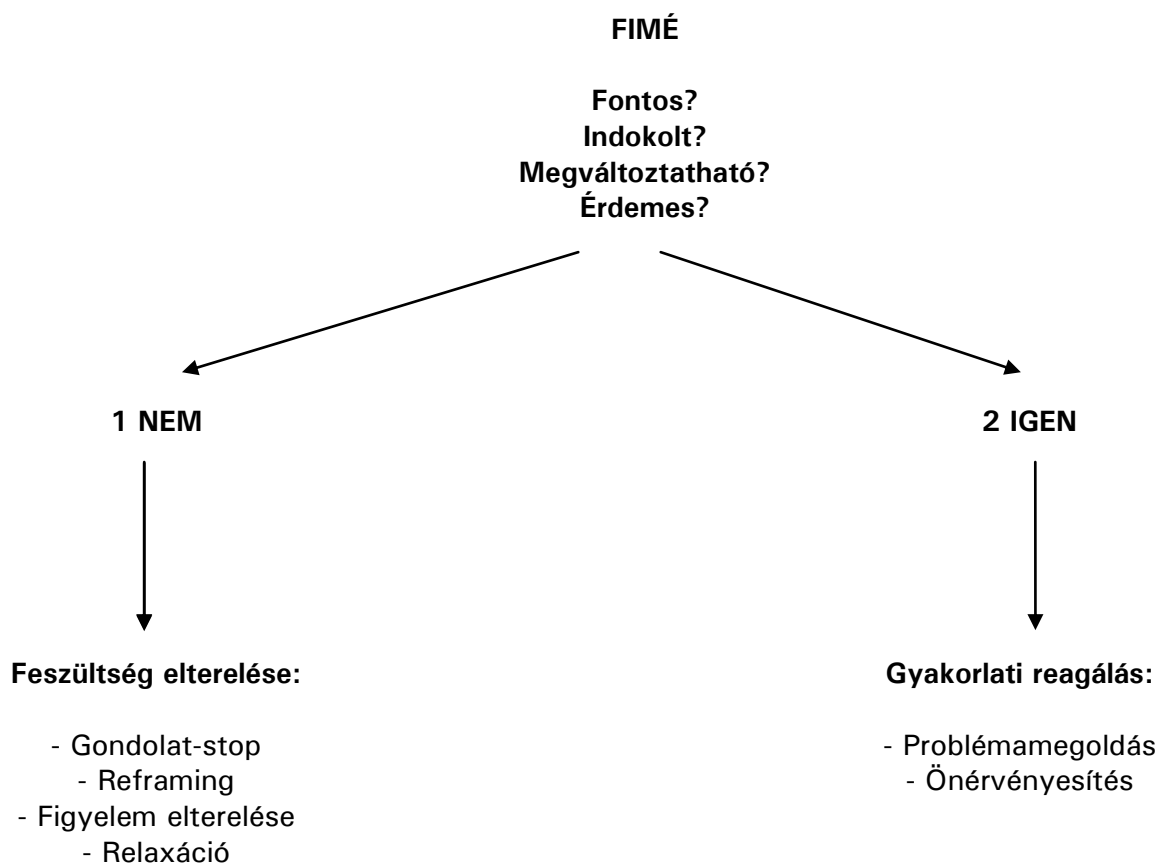 FIMÉ
Fontos?
Indokolt?
Megváltoztatható?
Érdemes?
1 NEM
2 IGEN
Feszültség elterelése:
- Gondolat-stop
- Reframing
- Figyelem elterelése
- Relaxáció
Gyakorlati reagálás:
- Problémamegoldás
- Önérvényesítés